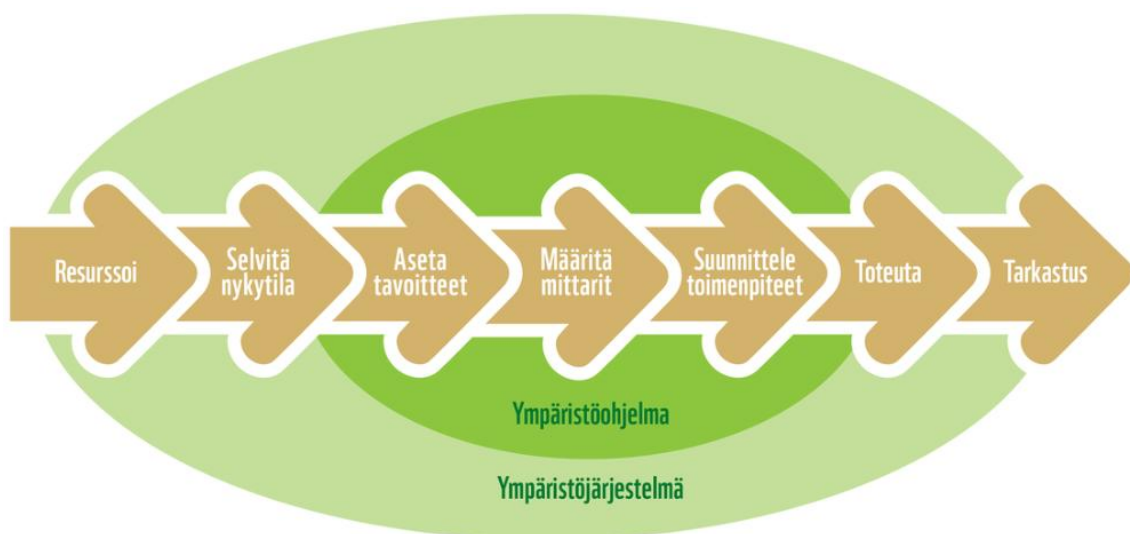 Resurssoi
Selvitä
nykytila
Aseta
tavoitteet
Määritä
mittarit
Suunnittele
toimenpiteet
Toteuta
Tarkastus
Ympäristöohjelma
Ympäristöjärjestelmä